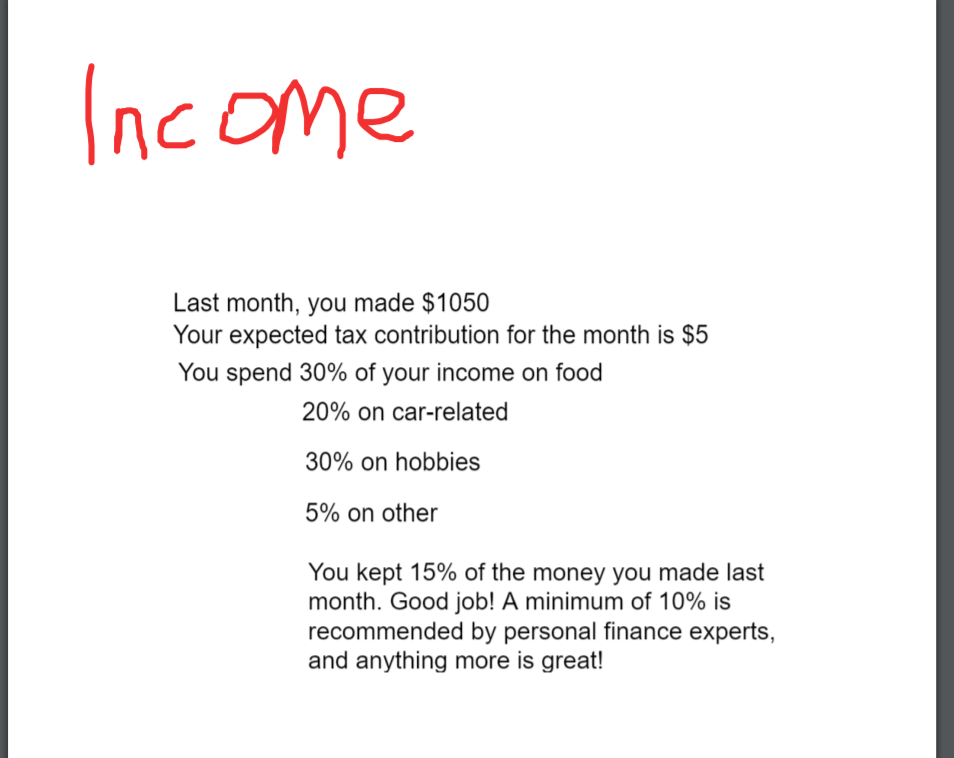 Income
Last month, you made $1050
Your expected tax contribution for the month is $5
You spend 30% of your income on food
20% on car-related
30% on hobbies
5% on other
You kept 15% of the money you made last
month. Good job! A minimum of 10% is
recommended by personal finance experts,
and anything more is great!